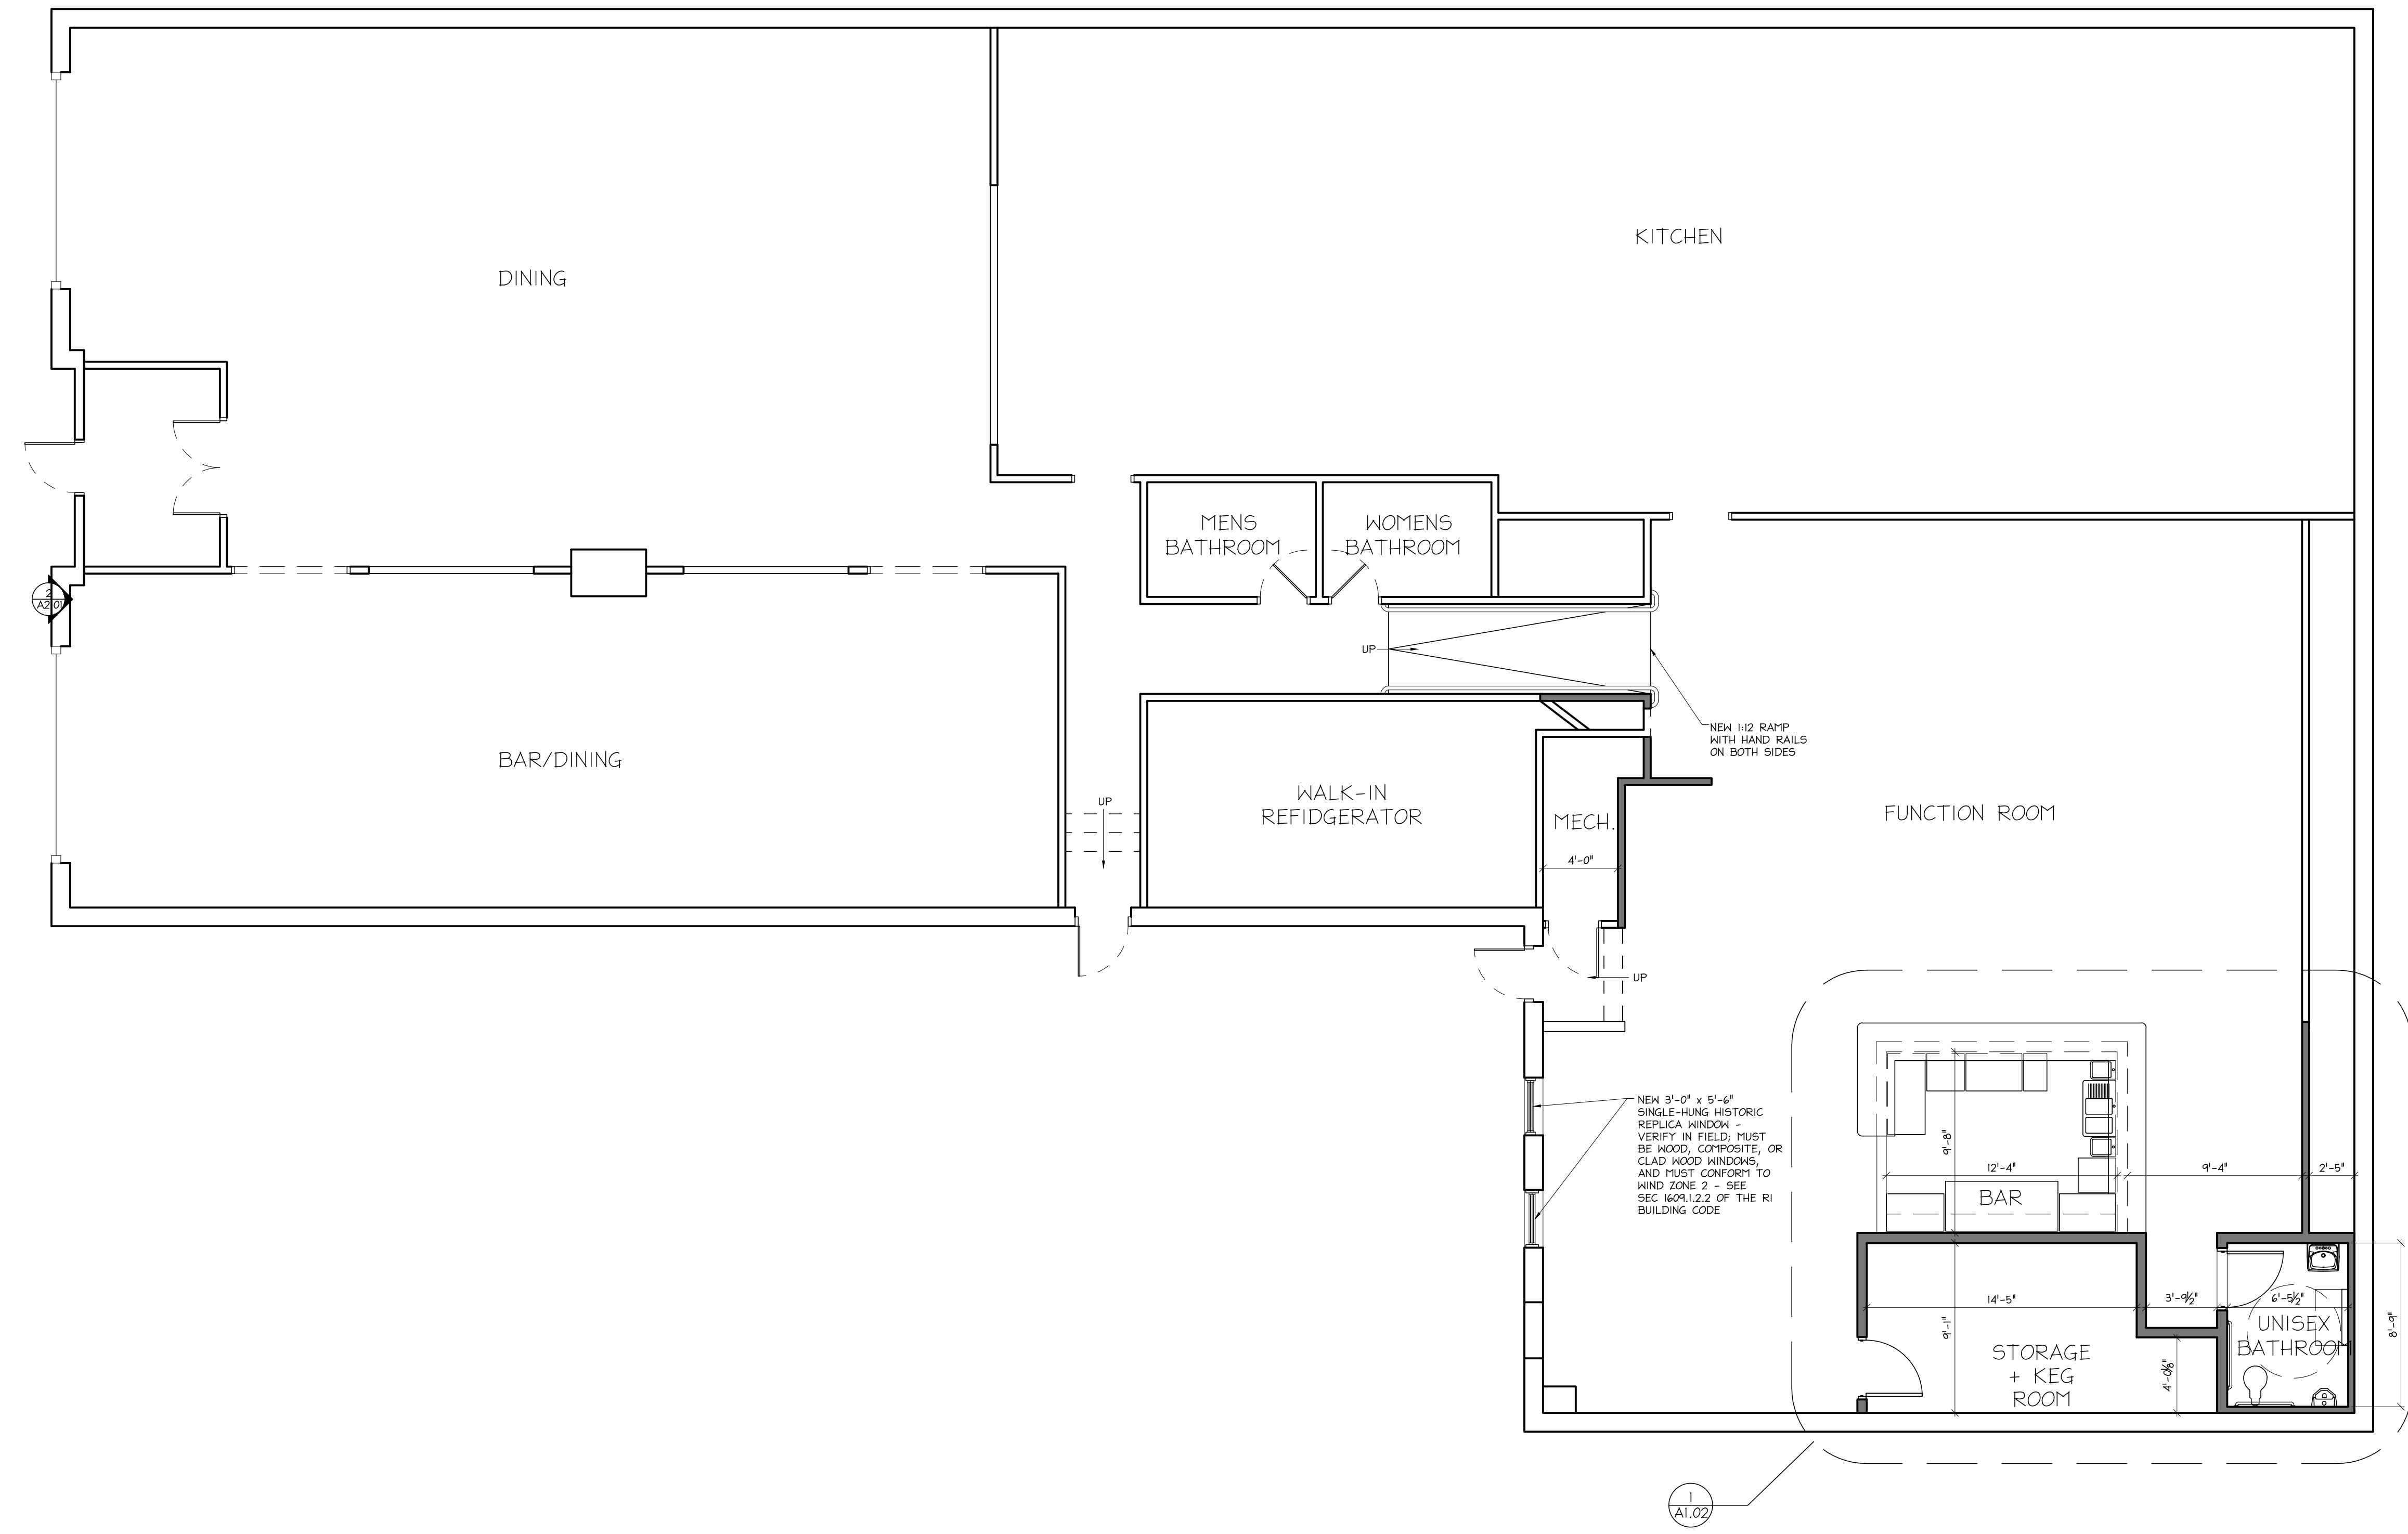 KITCHEN
DINING
MENS
BATHROOM
WOMENS
BATHROOM
2
A2.01
UP
NEW 1:12 RAMP
WITH HAND RAILS
ON BOTH SIDES
BAR/DINING
UP
WALK-IN
REFIDGERATOR
MECH.
4'-0"
FUNCTION ROOM
UP
NEW 3'-0" x 5'-6"
SINGLE-HUNG HISTORIC
REPLICA WINDOW -
VERIFY IN FIELD; MUST
BE WOOD, COMPOSITE, OR
CLAD WOOD WINDOWS,
AND MUST CONFORM TO
WIND ZONE 2 - SEE
SEC 1609.1.2.2 OF THE RI
BUILDING CODE
9'-8"
12'-4"
9'-4"
2'-5"
BAR
14'-5"
3'-9½"
6'-5½"
9'-1"
UNISEX
BATHROOM
8'-9"
STORAGE
+ KEG
ROOM
4'-0⅛"
1
A1.02